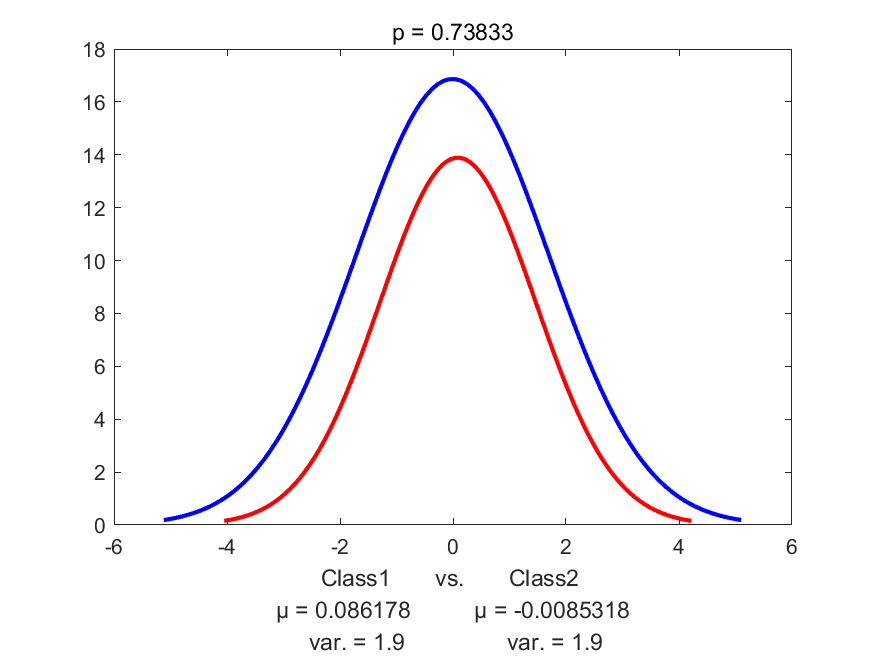 p = 0.73833
18
16
14
12
10
8
6
4
2
0
-6 -4 -2 0 2 4 6
Class1 vs. Class2
μ = 0.086178 μ = -0.0085318
var. = 1.9 var. = 1.9